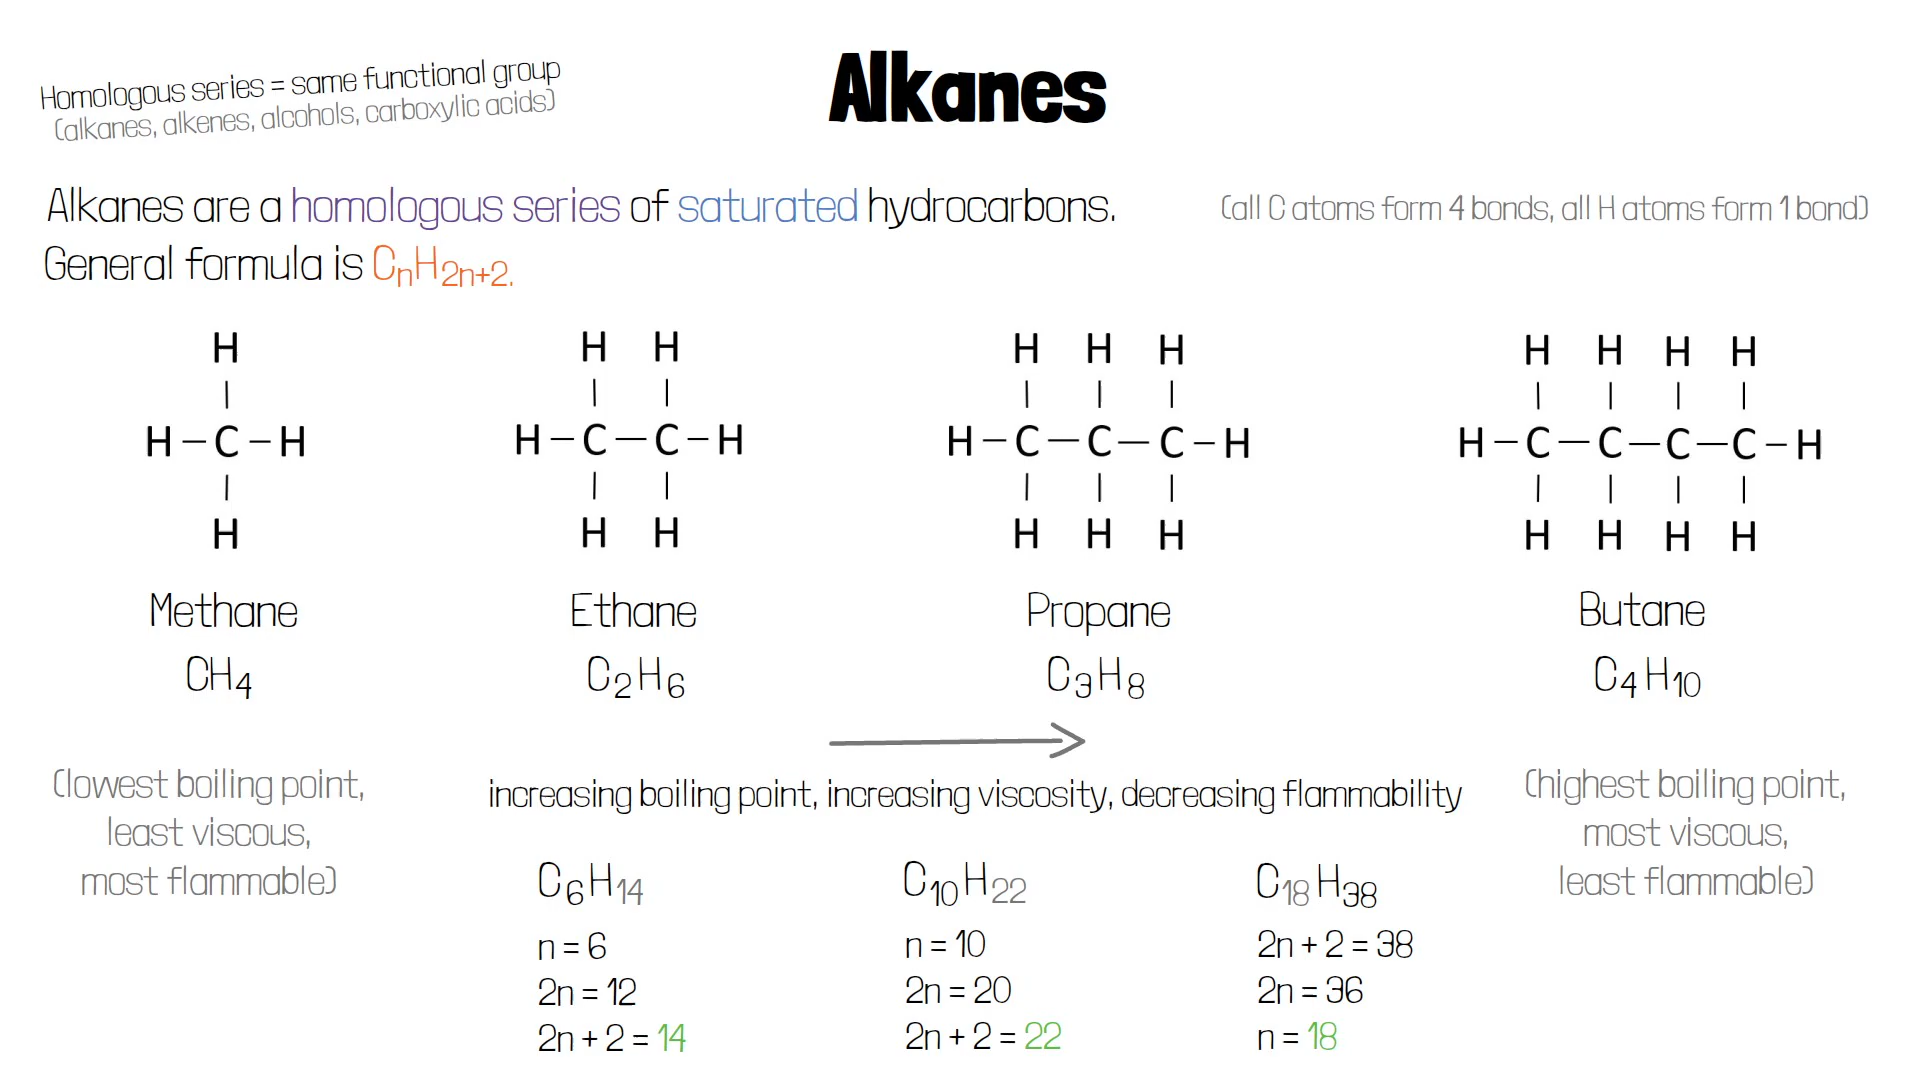 Alkanes
Homologous series = same functional group
(alkanes, alkenes, alcohols, carboxylic acids)
Alkanes are a homologous series of saturated hydrocarbons.
(all C atoms form 4 bonds, all H atoms form 1 bond)
General formula is CnH2n+2.
H
H–C–H
H
H H
H–C–C–H
H H
H H H
H–C–C–C–H
H H H
H H H H
H–C–C–C–C–H
H H H H
Methane
CH4
Ethane
C2H6
Propane
C3H8
Butane
C4H10
(lowest boiling point,
least viscous,
most flammable)
increasing boiling point, increasing viscosity, decreasing flammability
(highest boiling point,
most viscous,
least flammable)
C6H14
n = 6
2n = 12
2n + 2 = 14
C10H22
n = 10
2n = 20
2n + 2 = 22
C18H38
2n + 2 = 38
2n = 36
n = 18